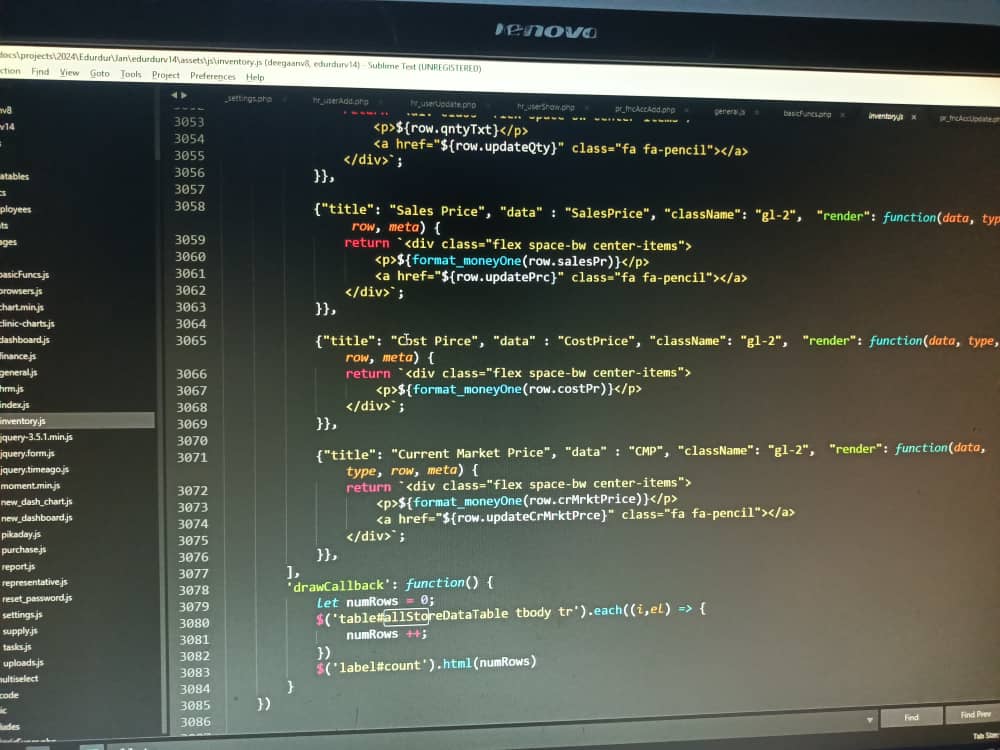 lenovo
docs\projects\2024\Edurdur\Jan\edurdurv14\assets\js\inventory.js (deegaanv8, edurdurv14) - Sublime Text (UNREGISTERED)
ction Find View Goto Tools Project Preferences Help
_settings.php hr_userAdd.php hr_userUpdate.php hr_userShow.php pr_fncAccAdd.php general.js basicFuncs.php inventory.js pr_fncAccUpdate.ph
nv8
v14
s
atables
cs
ployees
ts
ages
basicFuncs.js
browsers.js
chart.min.js
clinic-charts.js
dashboard.js
finance.js
general.js
hrm.js
index.js
inventory.js
jquery-3.5.1.min.js
jquery.form.js
jquery.timeago.js
moment.min.js
new_dash_chart.js
new_dashboard.js
pikaday.js
purchase.js
report.js
representative.js
reset_password.js
settings.js
supply.js
tasks.js
uploads.js
multiselect
code
ic
ludes
3053 <p>${row.qntyTxt}</p>
3054 <a href="${row.updateQty}" class="fa fa-pencil"></a>
3055 </div>`;
3056 }},
3057
3058 {"title": "Sales Price", "data" : "SalesPrice", "className": "gl-2", "render": function(data, typ
row, meta) {
3059 return `<div class="flex space-bw center-items">
3060 <p>${format_moneyOne(row.salesPr)}</p>
3061 <a href="${row.updatePrc}" class="fa fa-pencil"></a>
3062 </div>`;
3063 }},
3064
3065 {"title": "Cost Pirce", "data" : "CostPrice", "className": "gl-2", "render": function(data, type,
row, meta) {
3066 return `<div class="flex space-bw center-items">
3067 <p>${format_moneyOne(row.costPr)}</p>
3068 </div>`;
3069 }},
3070
3071 {"title": "Current Market Price", "data" : "CMP", "className": "gl-2", "render": function(data,
type, row, meta) {
3072 return `<div class="flex space-bw center-items">
3073 <p>${format_moneyOne(row.crMrktPrice)}</p>
3074 <a href="${row.updateCrMrktPrce}" class="fa fa-pencil"></a>
3075 </div>`;
3076 }},
3077 ],
3078 'drawCallback': function() {
3079 let numRows = 0;
3080 $('table#allStoreDataTable tbody tr').each((i,el) => {
3081 numRows ++;
3082 })
3083 $('label#count').html(numRows)
3084 }
3085 })
3086
Find Find Prev
Tab Size